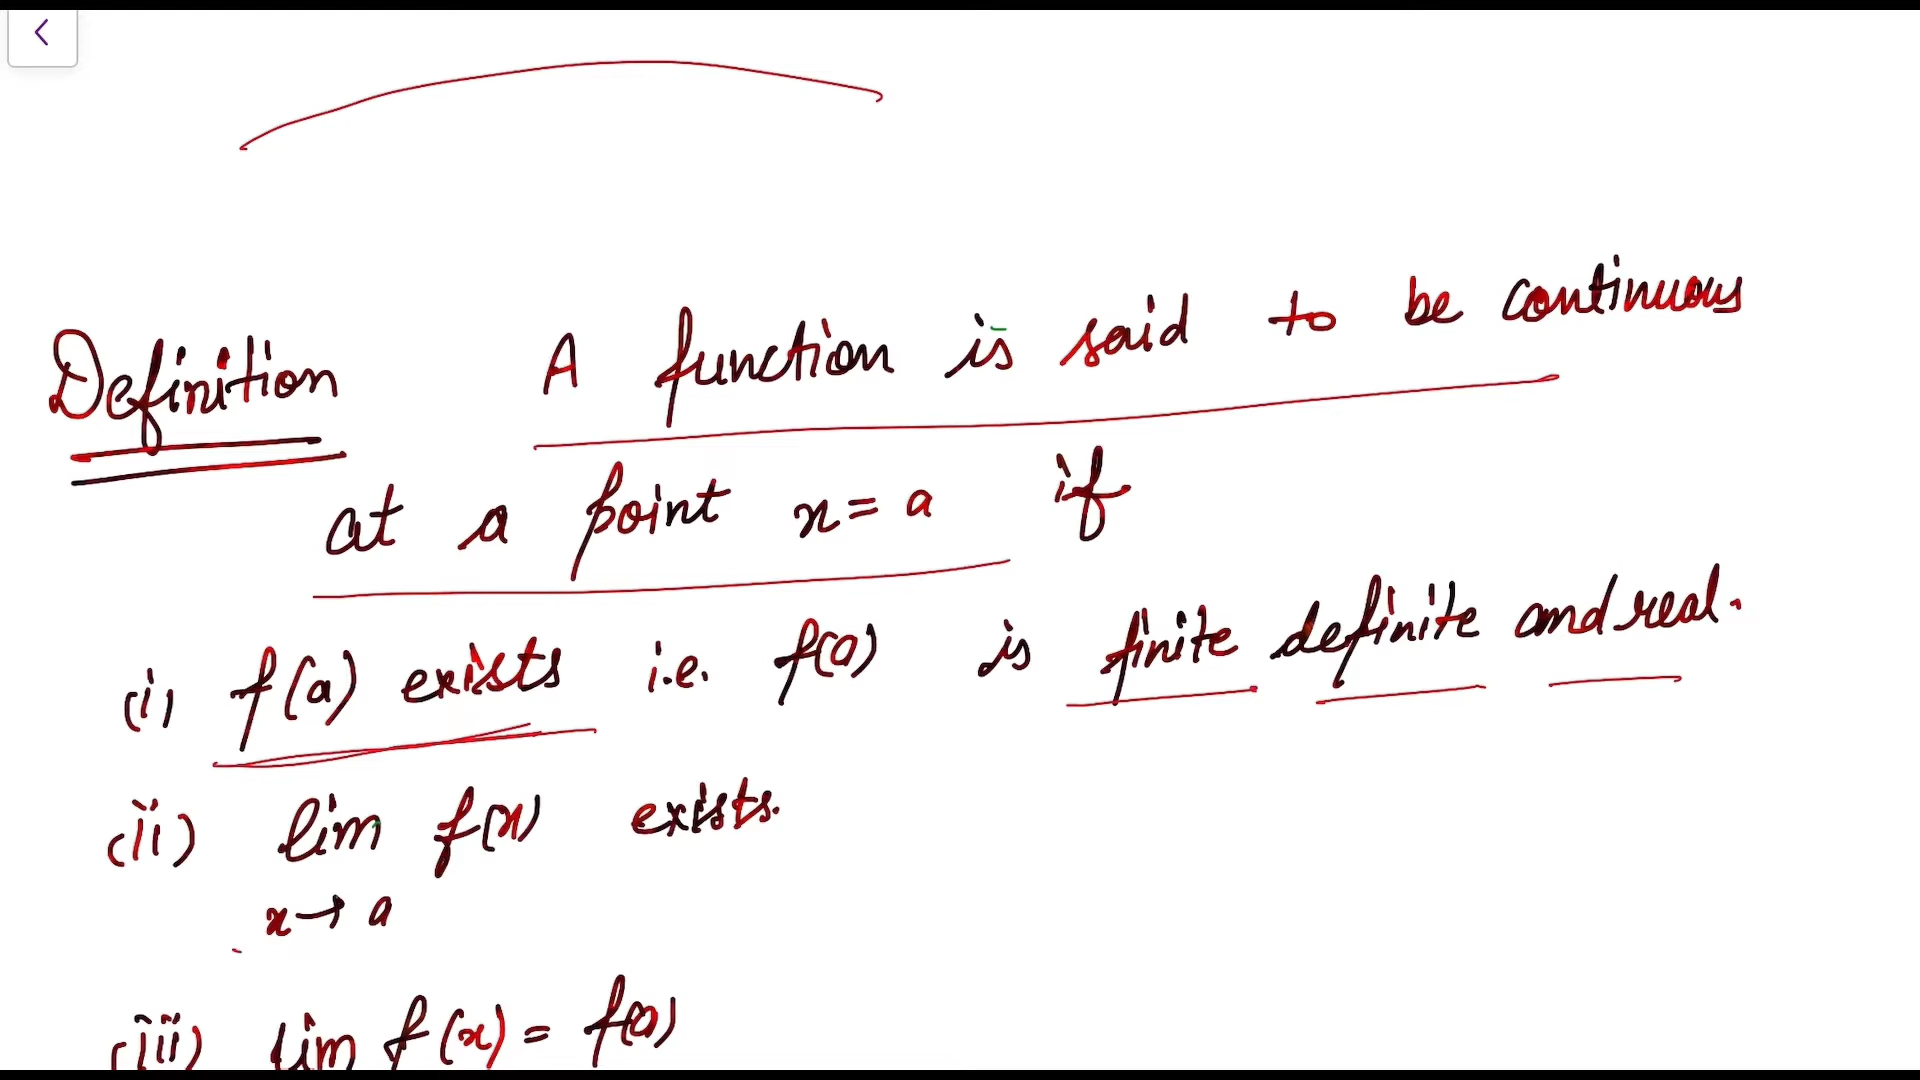 Definition A function is said to be continuous
at a point x = a if
(i) f(a) exists i.e. f(a) is finite definite and real.
(ii) lim f(x) exists.
x→ a
(iii) lim f(x) = f(a)